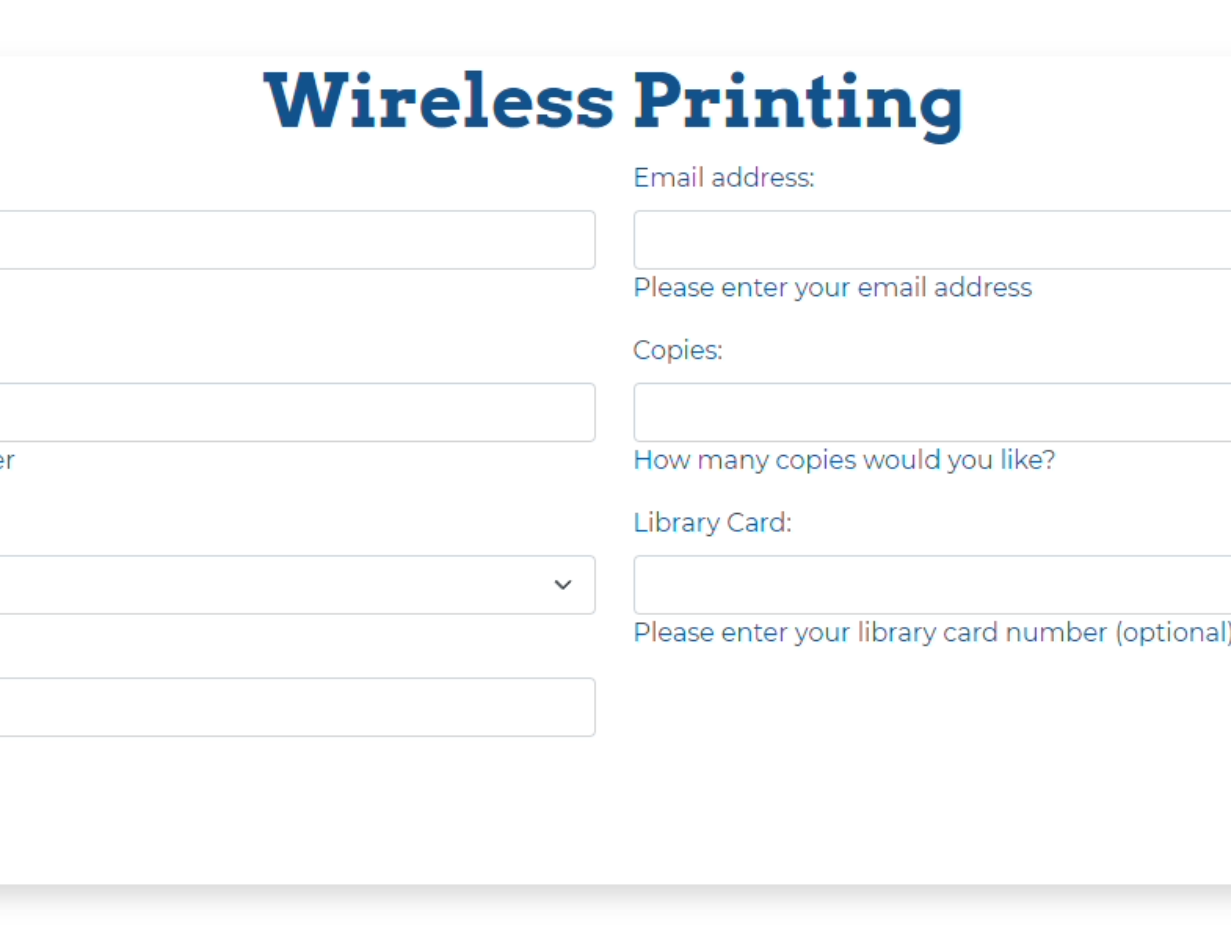 Wireless Printing
Email address:
Please enter your email address
Copies:
er
How many copies would you like?
Library Card:
Please enter your library card number (optional)